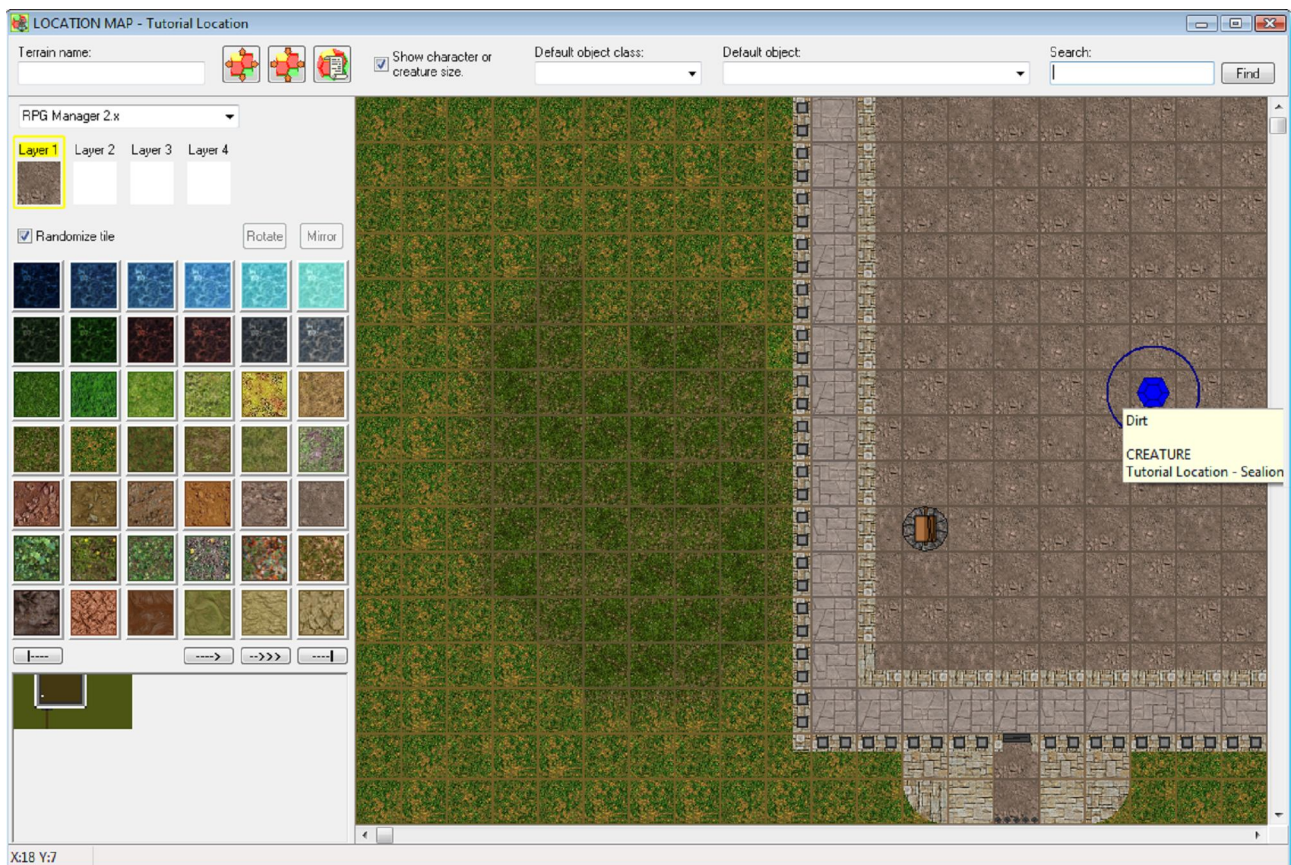 LOCATION MAP - Tutorial Location
Terrain name:
Show character or
creature size.
Default object class:
Default object:
Search:
Find
RPG Manager 2.x
Layer 1 Layer 2 Layer 3 Layer 4
Randomize tile
Rotate
Mirror
Dirt
CREATURE
Tutorial Location - Sealion
|----
---->
-->>>
----|
X:18 Y:7